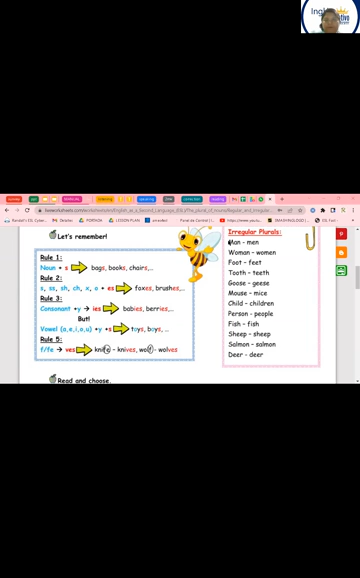 Let's remember!
Rule 1:
Noun + s bags, books, chairs,...
Rule 2:
s, ss, sh, ch, x, o + es foxes, brushes,...
Rule 3:
Consonant + y → ies babies, berries,...
But!
Vowel (a,e,i,o,u) +y +s toys, boys, ...
Rule 5:
f/fe → ves knife - knives, wolf- wolves
Irregular Plurals:
Man - men
Woman - women
Foot - feet
Tooth - teeth
Goose - geese
Mouse - mice
Child - children
Person - people
Fish - fish
Sheep - sheep
Salmon - salmon
Deer - deer
Read and choose.